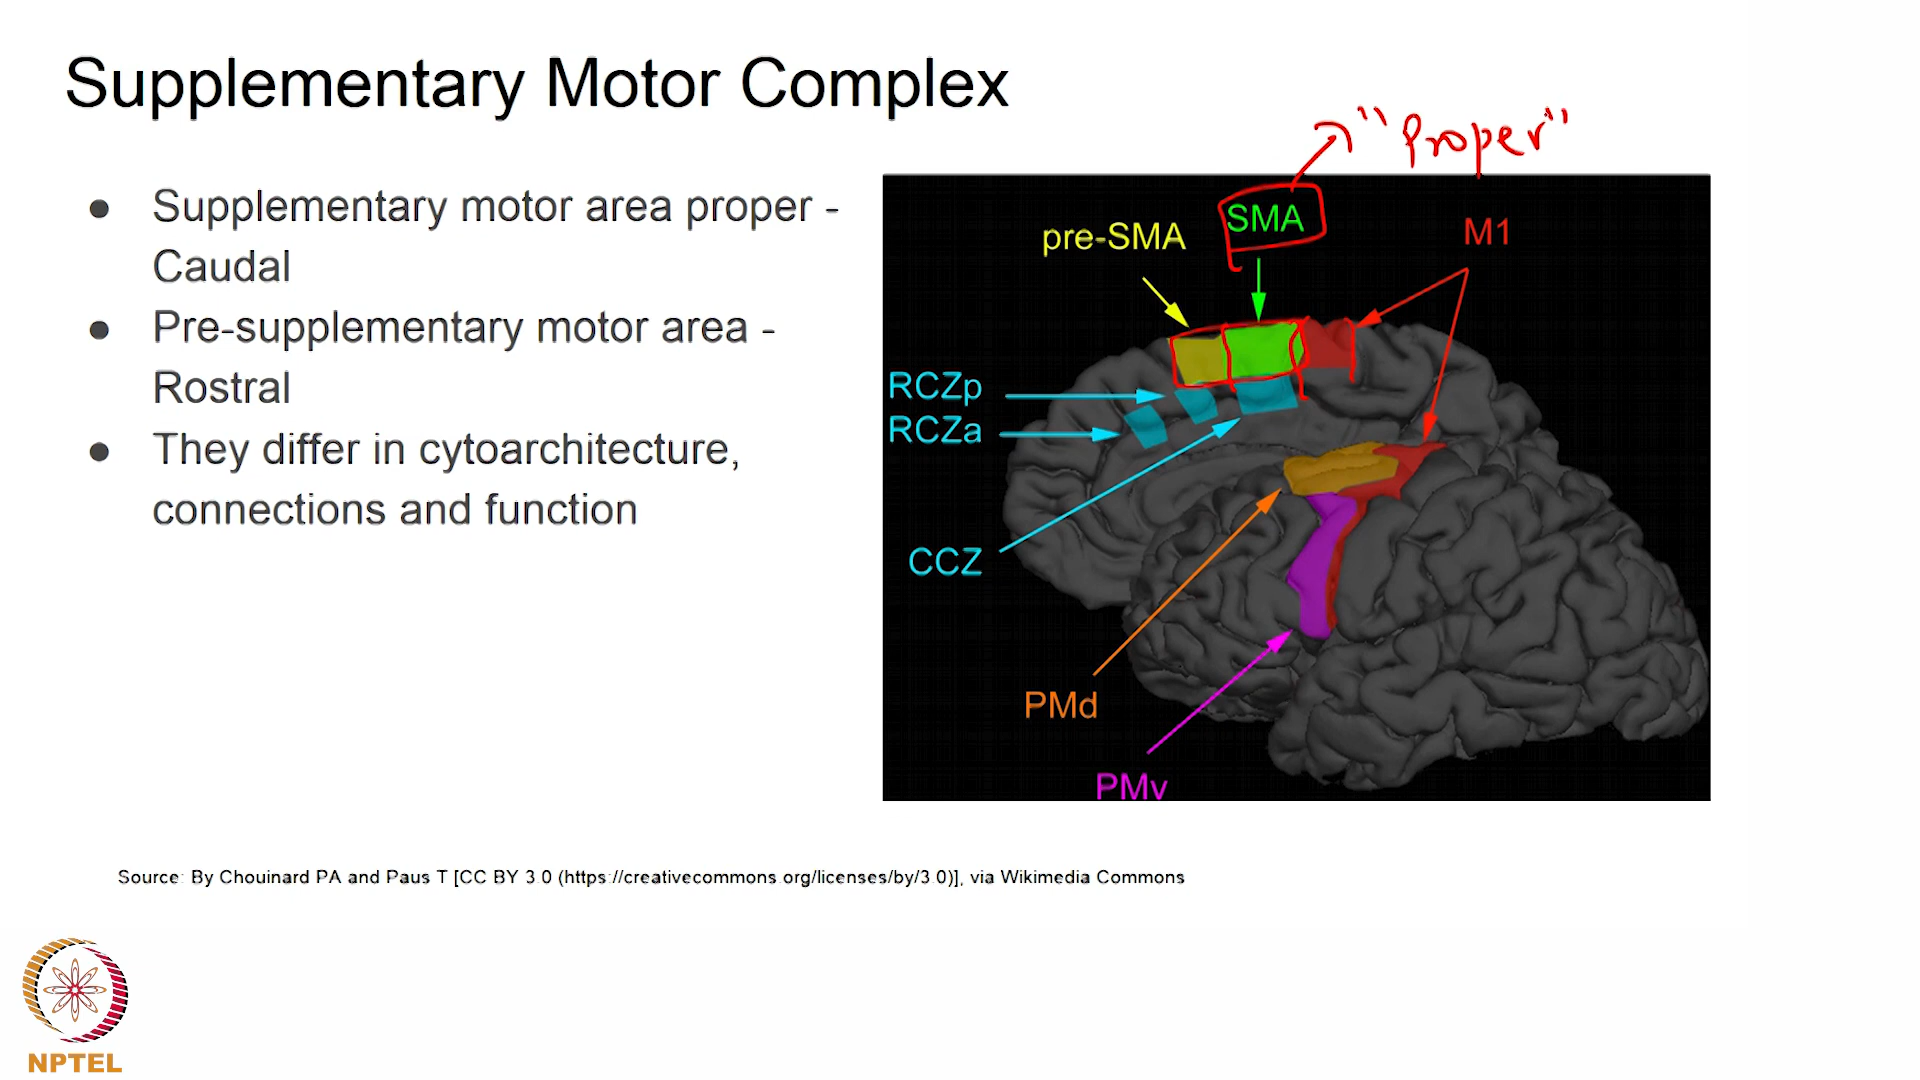 Supplementary Motor Complex
"Proper"
● Supplementary motor area proper -
Caudal
● Pre-supplementary motor area -
Rostral
● They differ in cytoarchitecture,
connections and function
pre-SMA
SMA
M1
RCZp
RCZa
CCZ
PMd
PMv
Source: By Chouinard PA and Paus T [CC BY 3.0 (https://creativecommons.org/licenses/by/3.0)], via Wikimedia Commons
NPTEL